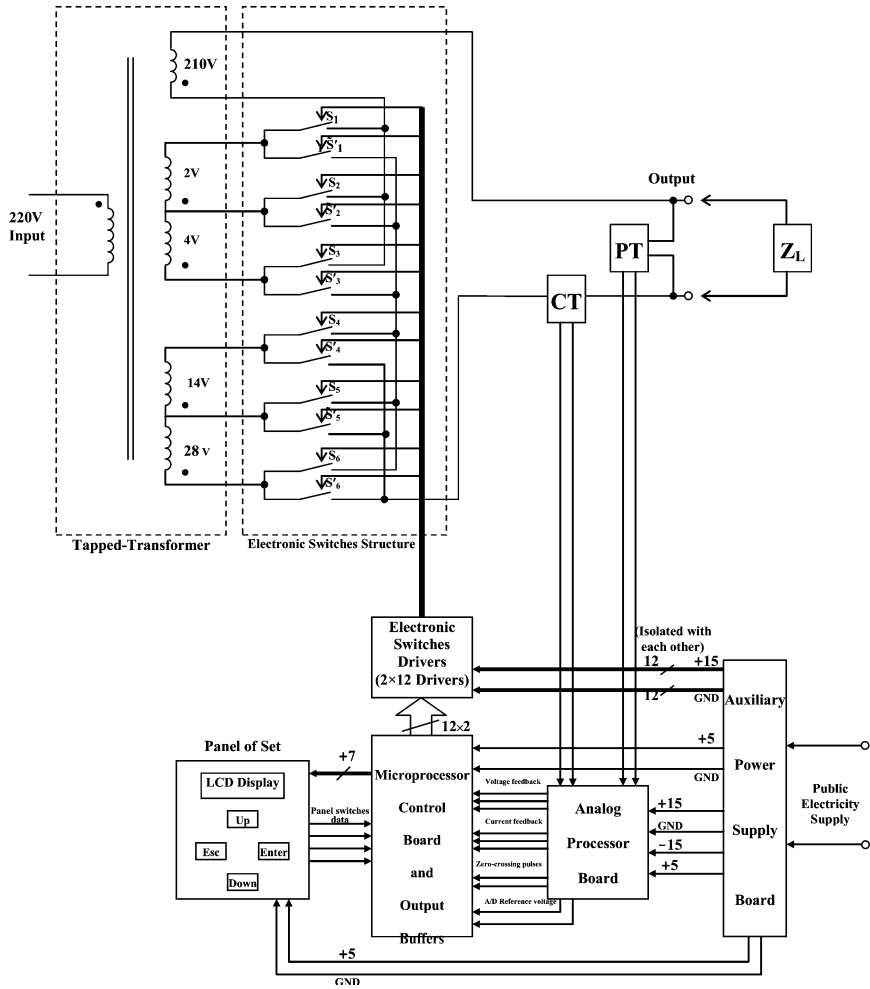 210V
S1
S'1
2V
S2
Output
S'2
220V
Input
4V
S3
PT
ZL
S'3
CT
S4
S'4
14V
S5
S'5
28 V
S6
S'6
Tapped-Transformer
Electronic Switches Structure
Electronic
Switches
Drivers
(2×12 Drivers)
(Isolated with
each other)
12
+15
12
GND
Auxiliary
Power
Supply
Board
12×2
Panel of Set
+7
+5
GND
LCD Display
Up
Esc
Enter
Down
Panel switches
data
Microprocessor
Control
Board
and
Output
Buffers
Voltage feedback
Current feedback
Zero-crossing pulses
A/D Reference voltage
Analog
Processor
Board
+15
GND
−15
+5
Public
Electricity
Supply
+5
GND